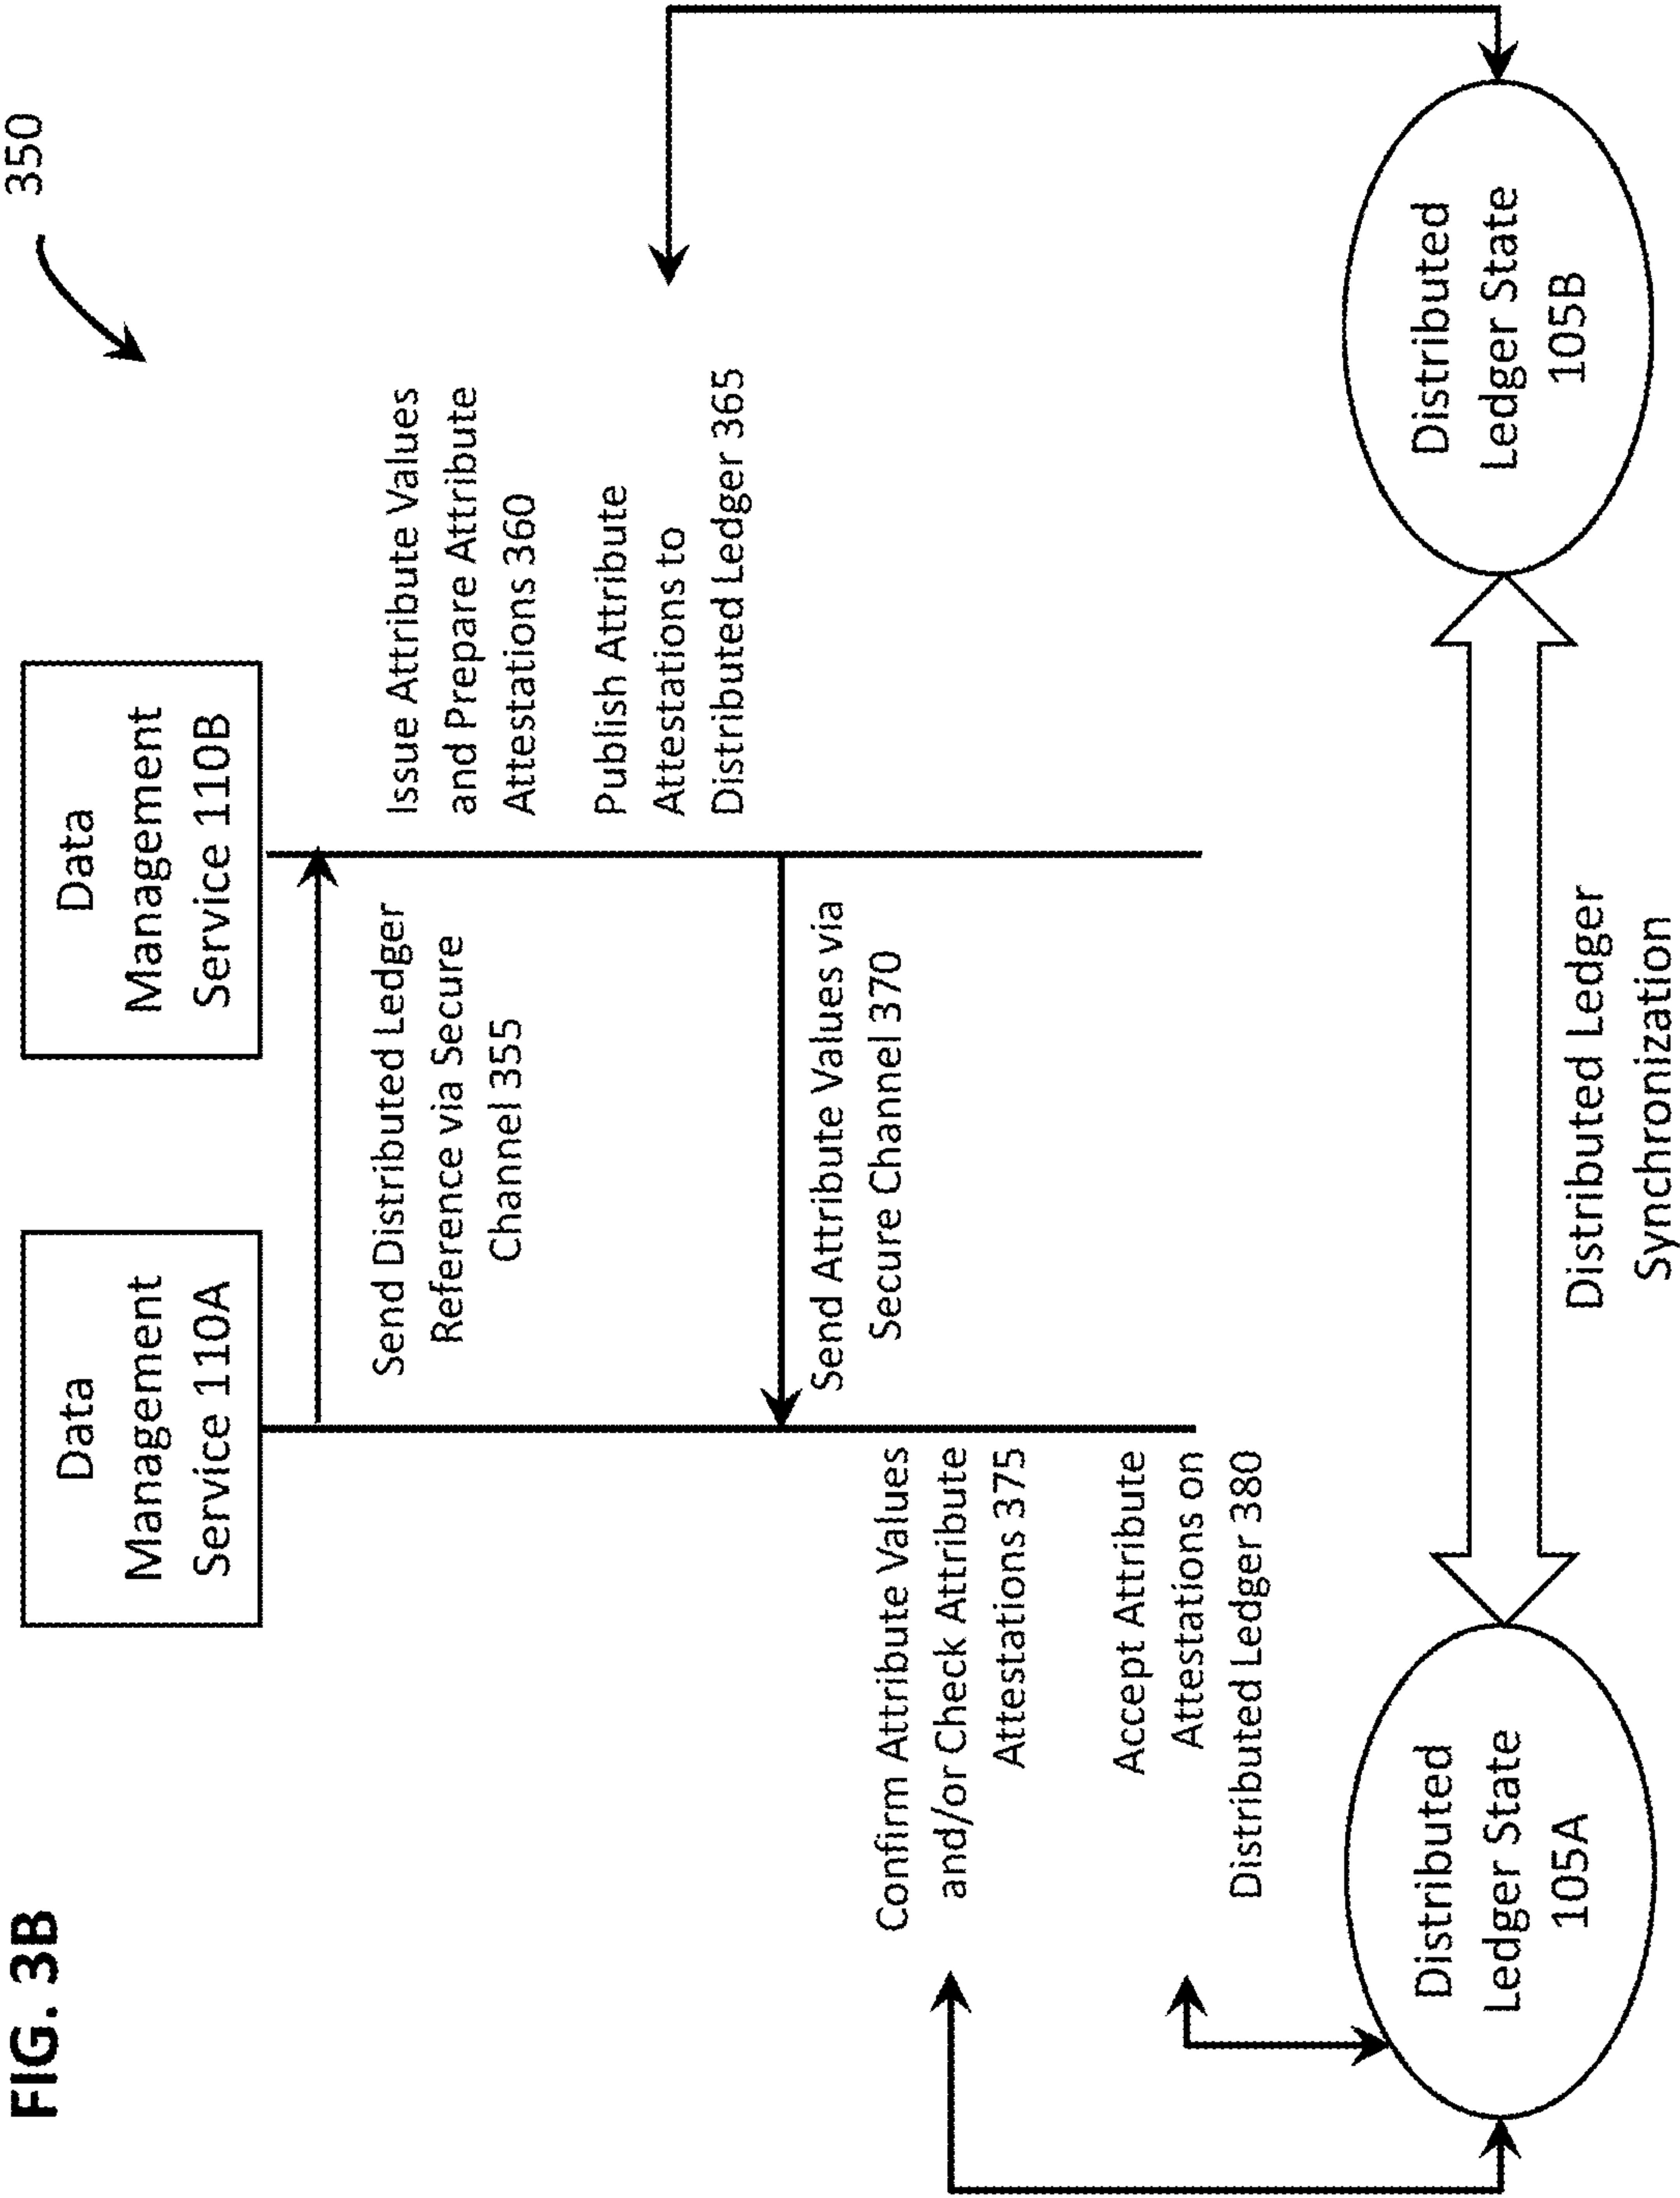 FIG. 3B
350
Data
Management
Service 110A
Data
Management
Service 110B
Send Distributed Ledger
Reference via Secure
Channel 355
Issue Attribute Values
and Prepare Attribute
Attestations 360
Publish Attribute
Attestations to
Distributed Ledger 365
Send Attribute Values via
Secure Channel 370
Confirm Attribute Values
and/or Check Attribute
Attestations 375
Accept Attribute
Attestations on
Distributed Ledger 380
Distributed
Ledger State
105A
Distributed
Ledger State
105B
Distributed Ledger
Synchronization